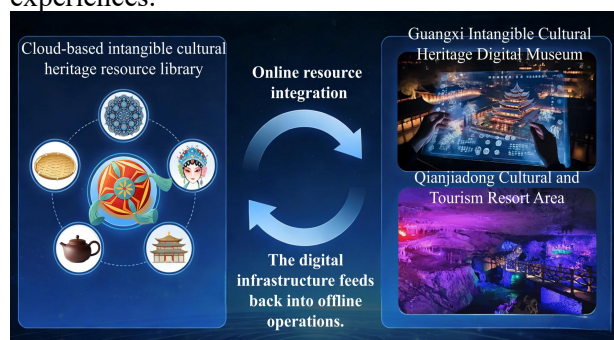 experiences.
Cloud-based intangible cultural
heritage resource library
Online resource
integration
The digital
infrastructure feeds
back into offline
operations.
Guangxi Intangible Cultural
Heritage Digital Museum
Qianjiadong Cultural and
Tourism Resort Area